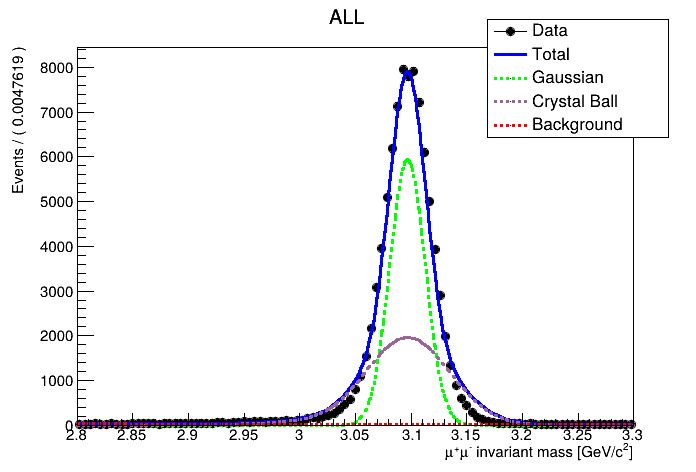 ALL
Data
Total
Gaussian
Crystal Ball
Background
Events / ( 0.0047619 )
8000
7000
6000
5000
4000
3000
2000
1000
0
2.8 2.85 2.9 2.95 3 3.05 3.1 3.15 3.2 3.25 3.3
μ⁺μ⁻ invariant mass [GeV/c²]